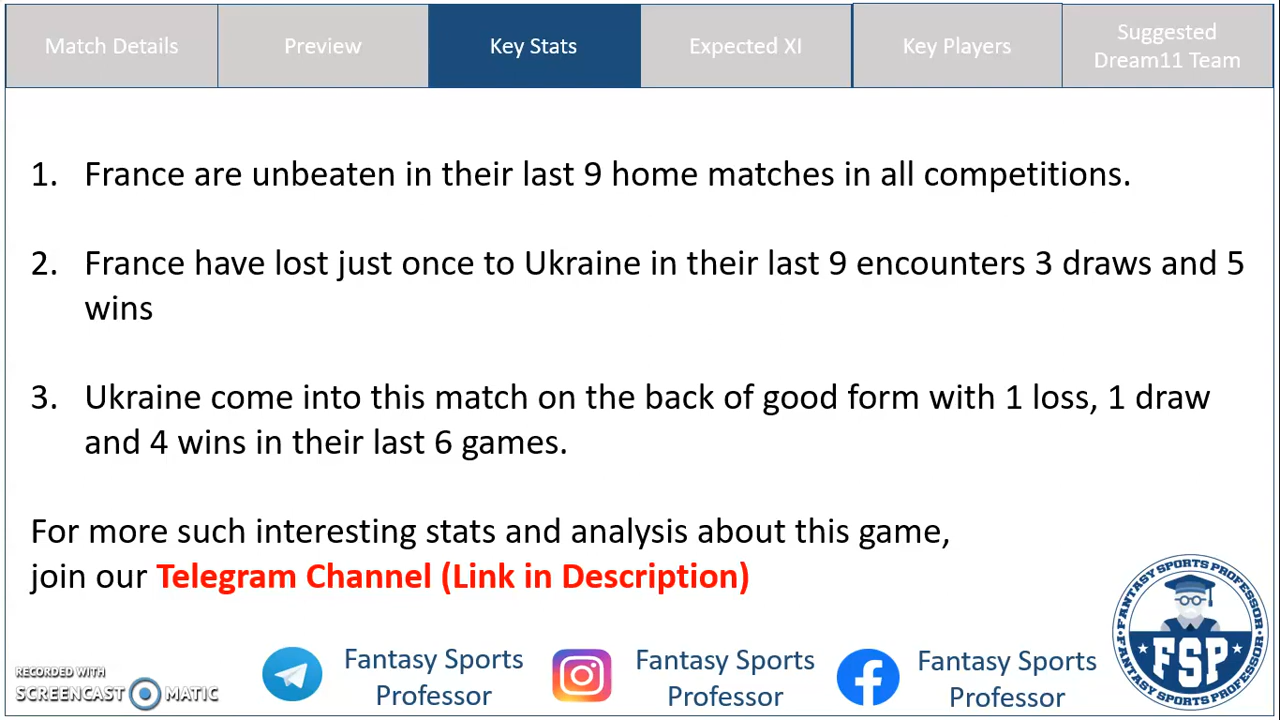 Match Details
Preview
Key Stats
Expected XI
Key Players
Suggested
Dream11 Team
1. France are unbeaten in their last 9 home matches in all competitions.
2. France have lost just once to Ukraine in their last 9 encounters 3 draws and 5
wins
3. Ukraine come into this match on the back of good form with 1 loss, 1 draw
and 4 wins in their last 6 games.
For more such interesting stats and analysis about this game,
join our Telegram Channel (Link in Description)
RECORDED WITH
SCREENCAST MATIC
Fantasy Sports
Professor
Fantasy Sports
Professor
Fantasy Sports
Professor
FANTASY SPORTS PROFESSOR
FSP
FANTASY SPORTS PROFESSOR